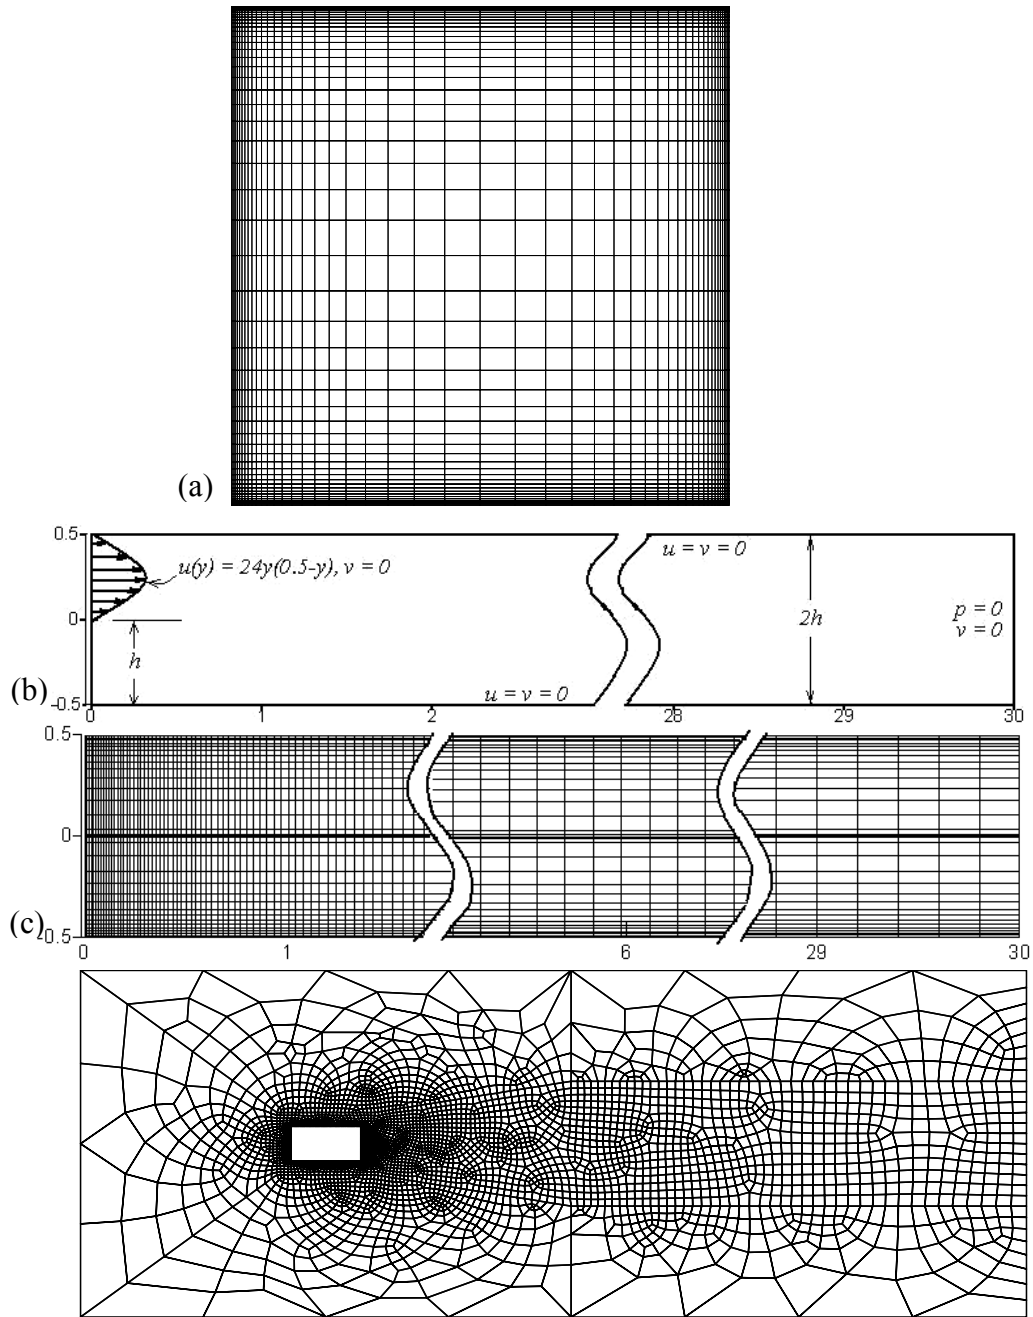 (a)
0.5
u(y) = 24y(0.5-y), v = 0
u = v = 0
0
2h
p = 0
v = 0
h
(b)
u = v = 0
-0.5
0
1
2
28
29
30
0.5
0
(c)
-0.5
0
1
6
29
30